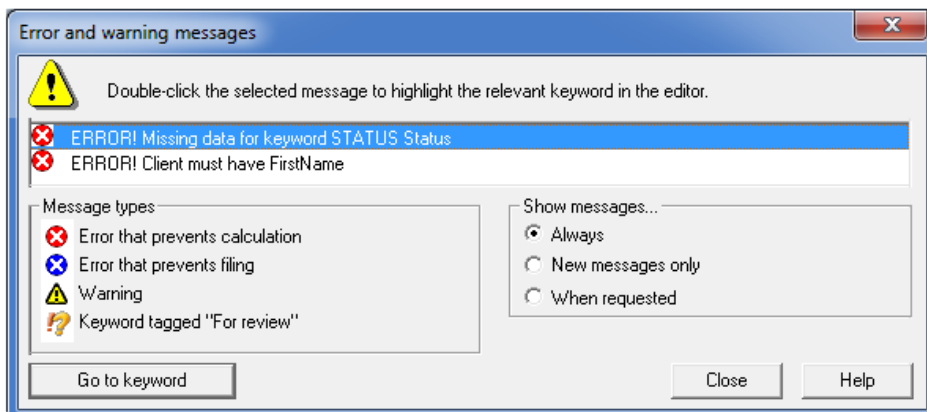 Error and warning messages
Double-click the selected message to highlight the relevant keyword in the editor.
ERROR! Missing data for keyword STATUS Status
ERROR! Client must have FirstName
Message types
Error that prevents calculation
Error that prevents filing
Warning
Keyword tagged "For review"
Show messages...
Always
New messages only
When requested
Go to keyword
Close
Help